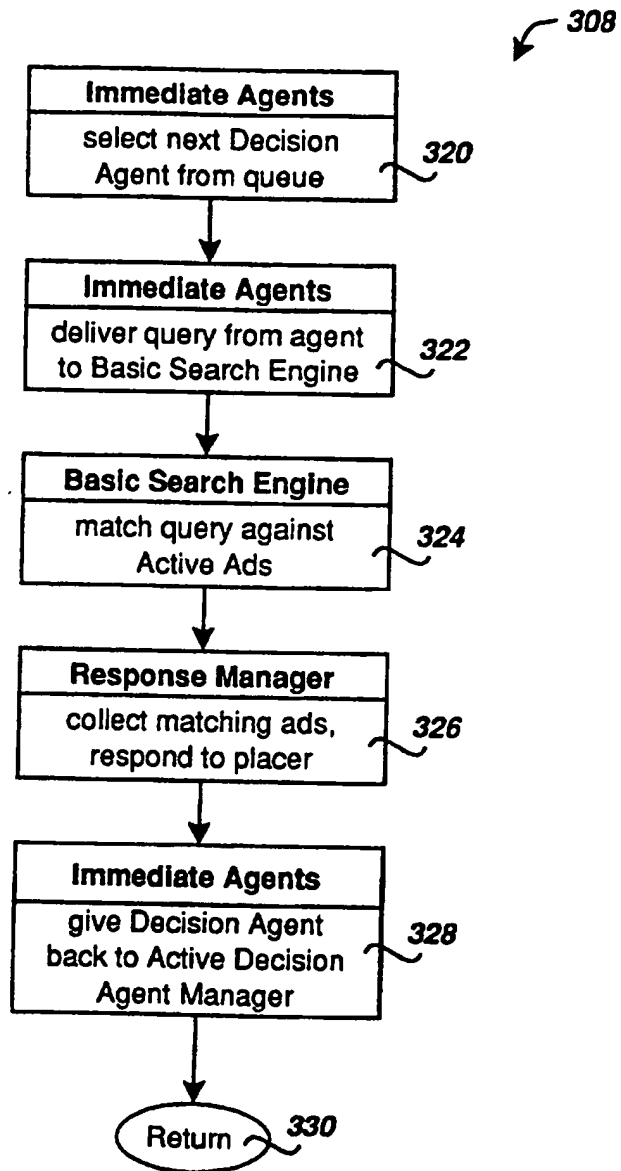 308
Immediate Agents
select next Decision
Agent from queue
320
Immediate Agents
deliver query from agent
to Basic Search Engine
322
Basic Search Engine
match query against
Active Ads
324
Response Manager
collect matching ads,
respond to placer
326
Immediate Agents
give Decision Agent
back to Active Decision
Agent Manager
328
Return
330